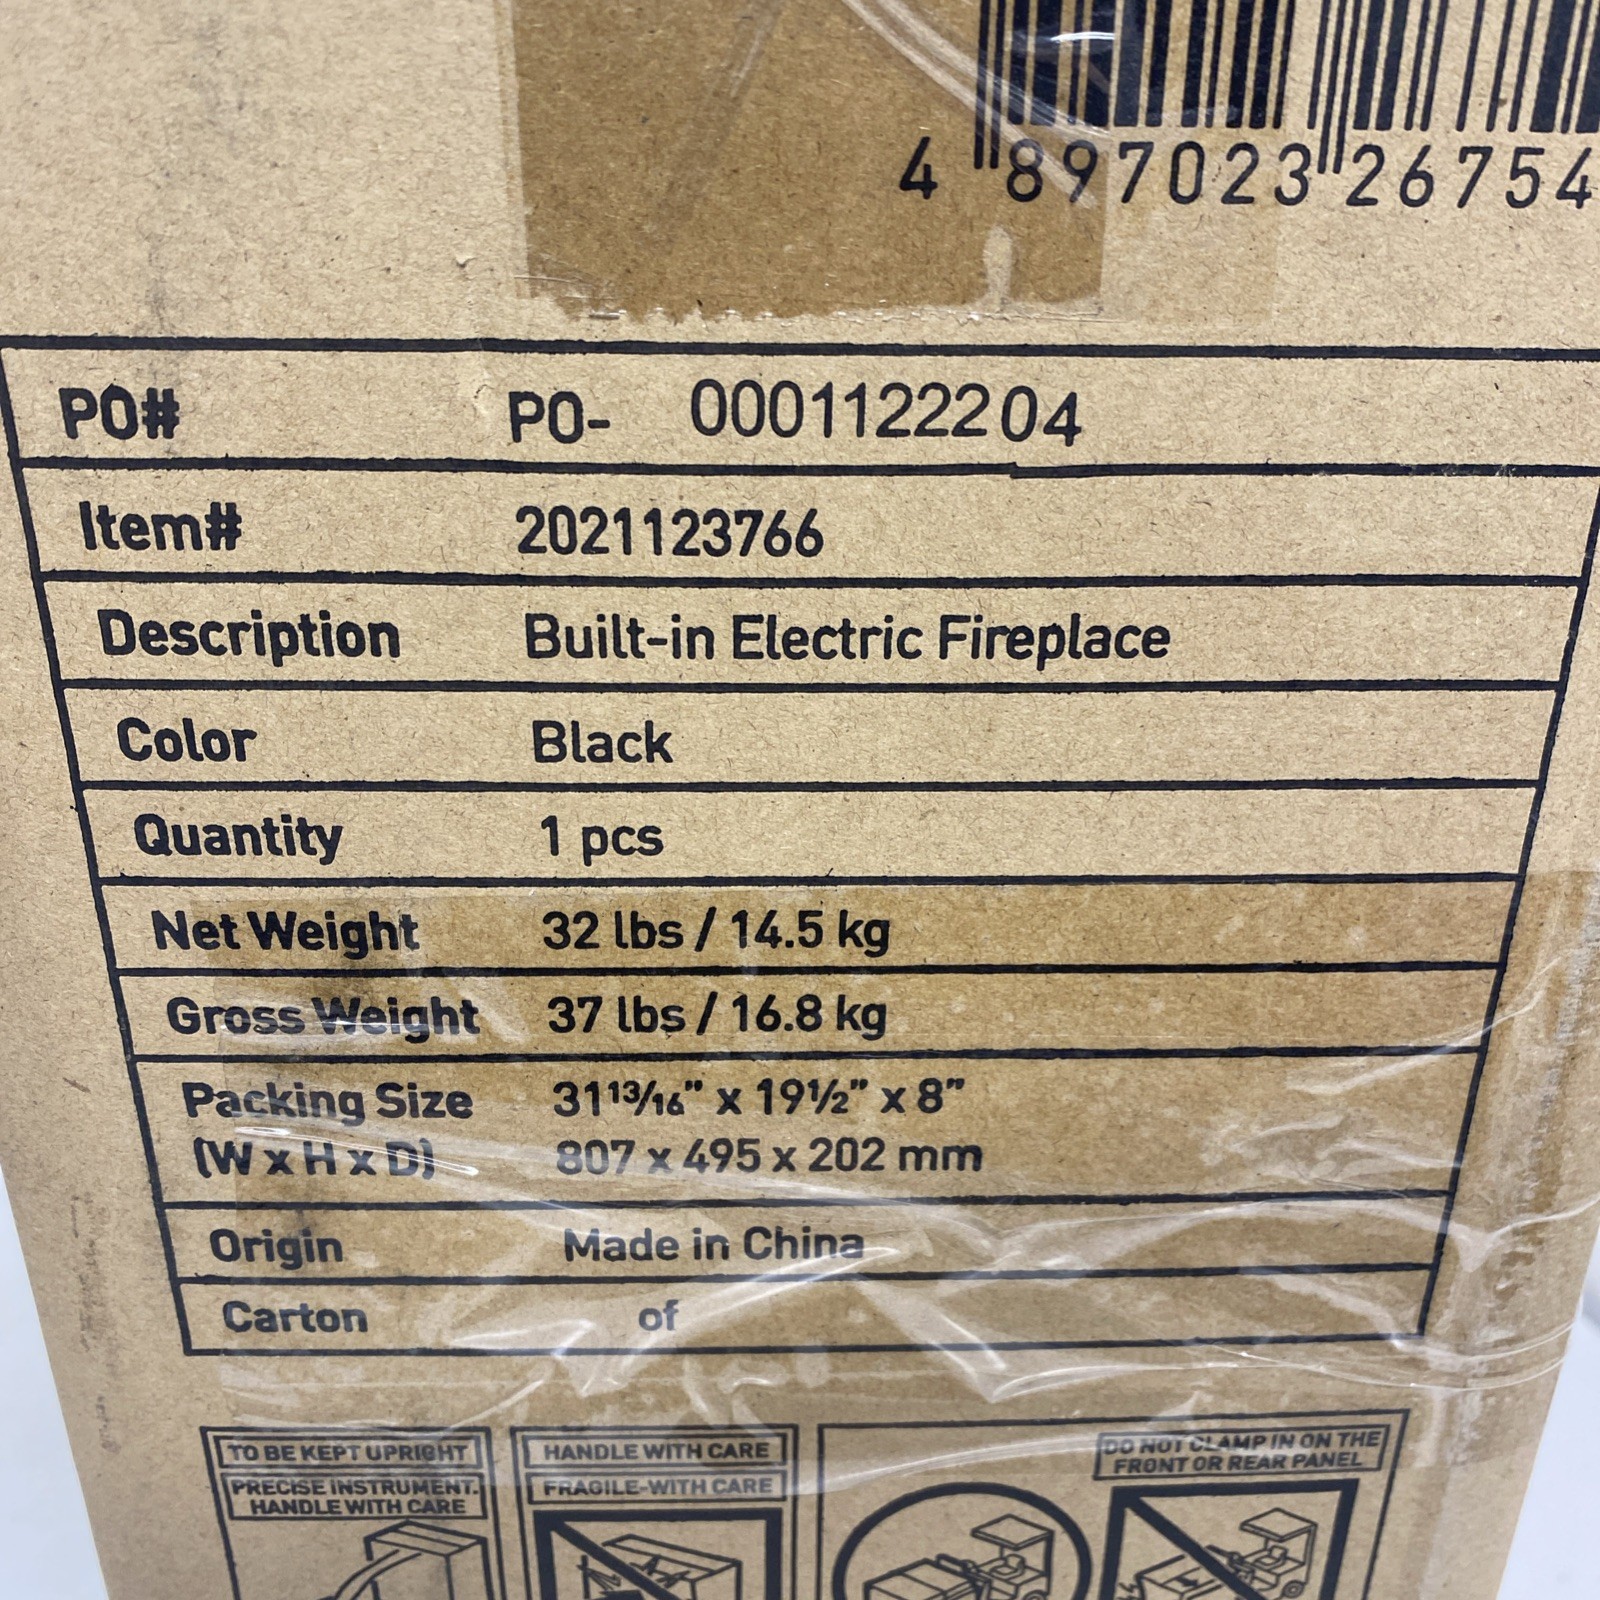 4 897023 26754
PO# PO- 0001122204
Item# 2021123766
Description Built-in Electric Fireplace
Color Black
Quantity 1 pcs
Net Weight 32 lbs / 14.5 kg
Gross Weight 37 lbs / 16.8 kg
Packing Size 31 13/16" x 19 1/2" x 8"
(W x H x D) 807 x 495 x 202 mm
Origin Made in China
Carton of
TO BE KEPT UPRIGHT
PRECISE INSTRUMENT.
HANDLE WITH CARE
HANDLE WITH CARE
FRAGILE-WITH CARE
DO NOT CLAMP IN ON THE
FRONT OR REAR PANEL